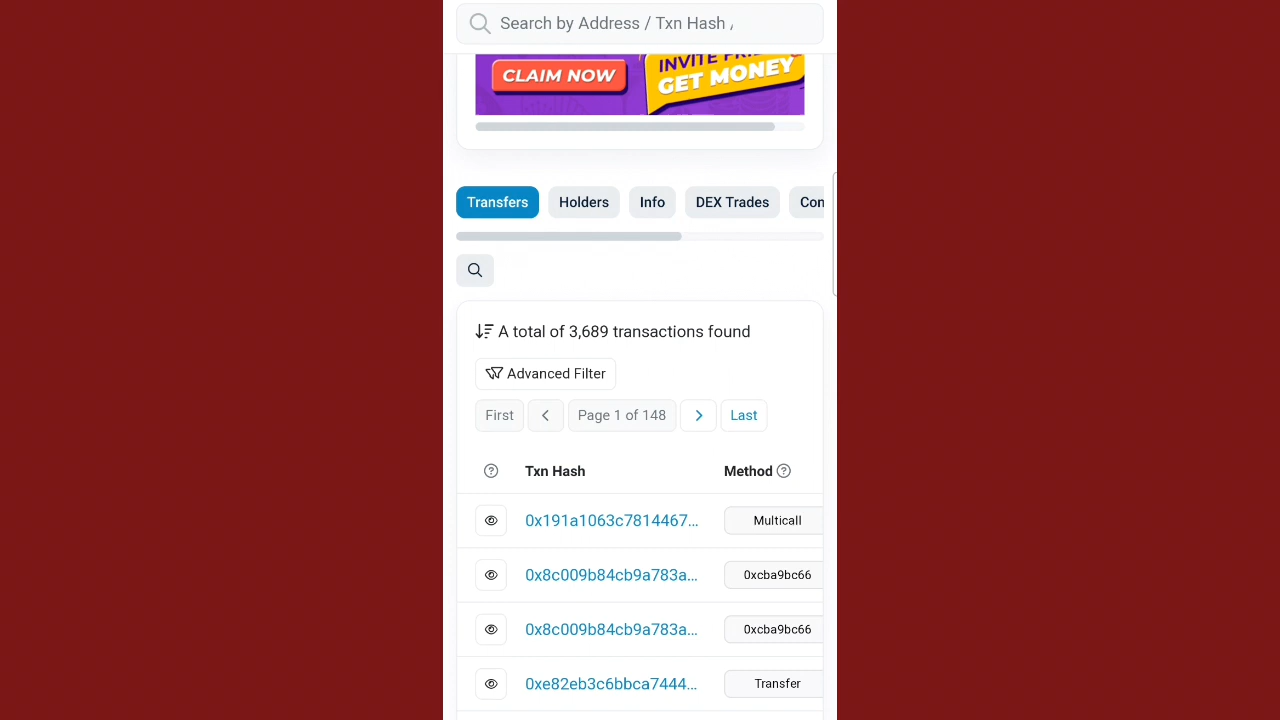 Search by Address / Txn Hash /
CLAIM NOW
GET MONEY
Transfers Holders Info DEX Trades
A total of 3,689 transactions found
Advanced Filter
First Page 1 of 148 Last
Txn Hash Method
0x191a1063c7814467... Multicall
0x8c009b84cb9a783a... 0xcba9bc66
0x8c009b84cb9a783a... 0xcba9bc66
0xe82eb3c6bbca7444... Transfer